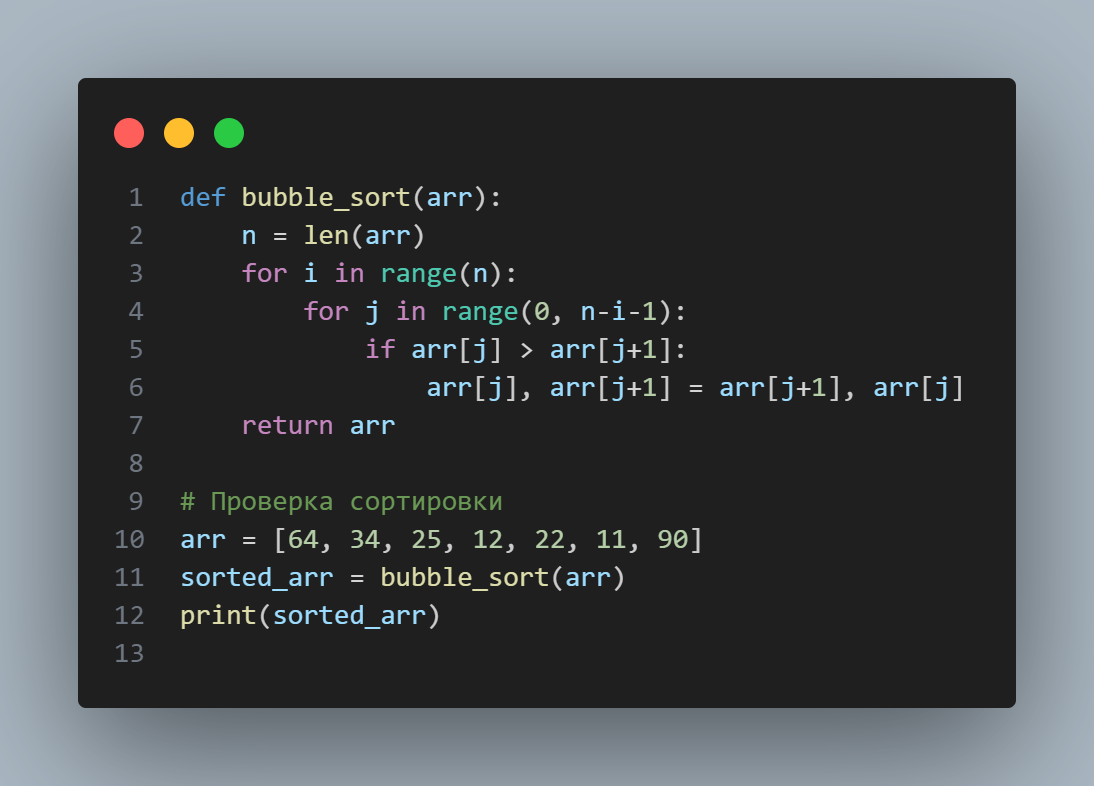 1 def bubble_sort(arr):
2     n = len(arr)
3     for i in range(n):
4         for j in range(0, n-i-1):
5             if arr[j] > arr[j+1]:
6                 arr[j], arr[j+1] = arr[j+1], arr[j]
7     return arr
8
9 # Проверка сортировки
10 arr = [64, 34, 25, 12, 22, 11, 90]
11 sorted_arr = bubble_sort(arr)
12 print(sorted_arr)
13